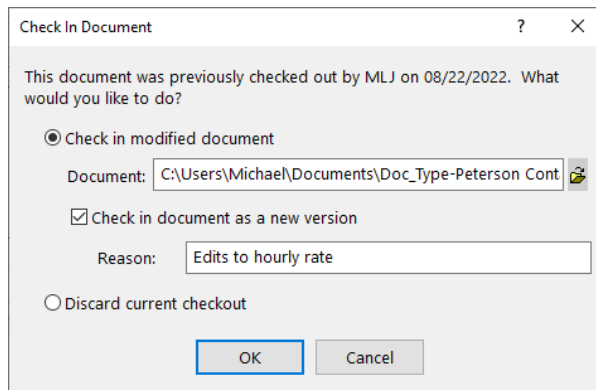 Check In Document
?
This document was previously checked out by MLJ on 08/22/2022. What
would you like to do?
Check in modified document
Document: C:\Users\Michael\Documents\Doc_Type-Peterson Cont
Check in document as a new version
Reason: Edits to hourly rate
Discard current checkout
OK Cancel